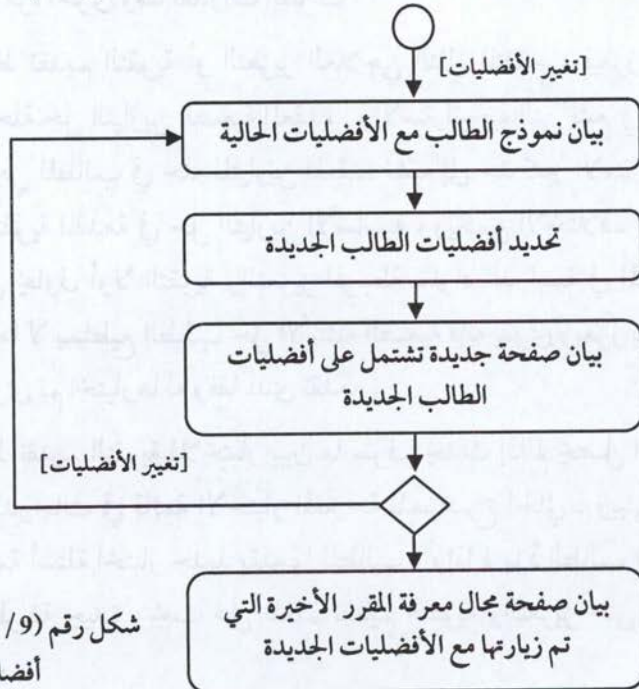 [تغيير الأفضليات]
بيان نموذج الطالب مع الأفضليات الحالية
تحديد أفضليات الطالب الجديدة
بيان صفحة جديدة تشتمل على أفضليات
الطالب الجديدة
[تغيير الأفضليات]
بيان صفحة مجال معرفة المقرر الأخيرة التي
تم زيارتها مع الأفضليات الجديدة
شكل رقم (9/